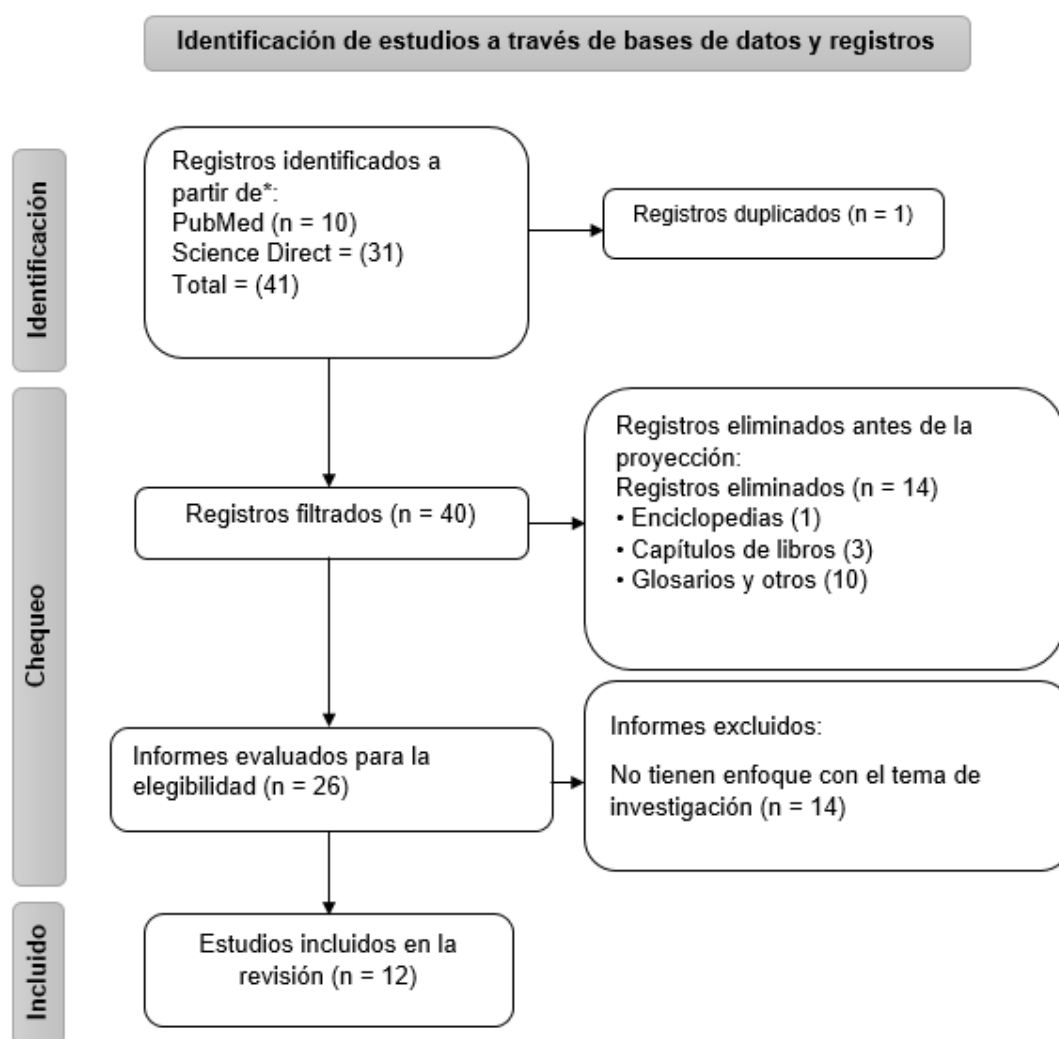 Identificación de estudios a través de bases de datos y registros
Identificación
Registros identificados a
partir de*:
PubMed (n = 10)
Science Direct = (31)
Total = (41)
Registros duplicados (n = 1)
Chequeo
Registros filtrados (n = 40)
Registros eliminados antes de la
proyección:
Registros eliminados (n = 14)
• Enciclopedias (1)
• Capítulos de libros (3)
• Glosarios y otros (10)
Informes evaluados para la
elegibilidad (n = 26)
Informes excluidos:
No tienen enfoque con el tema de
investigación (n = 14)
Incluido
Estudios incluidos en la
revisión (n = 12)